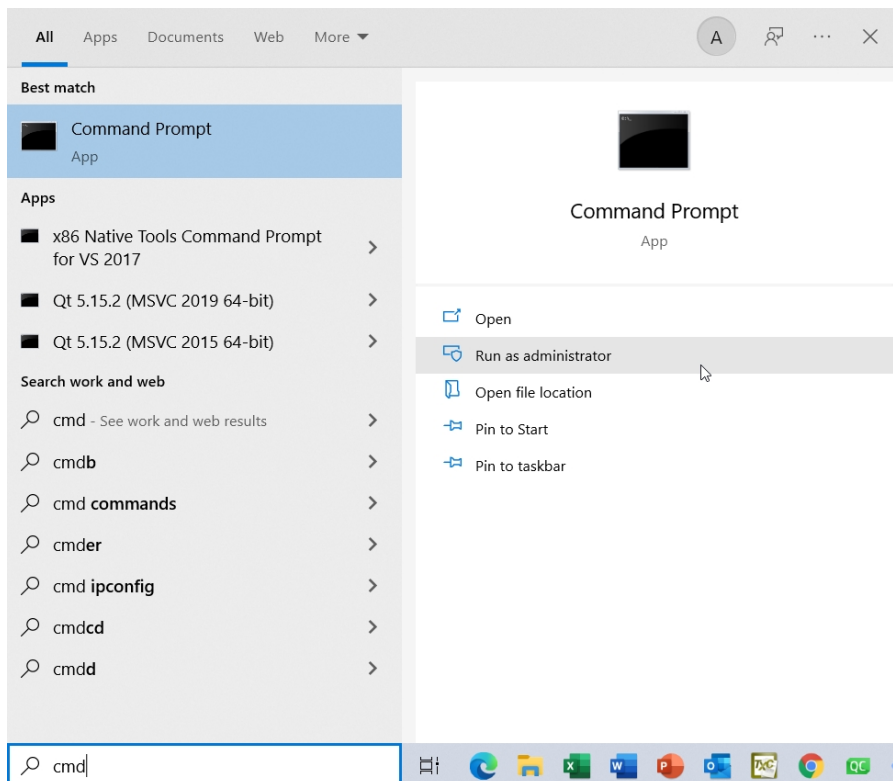 All Apps Documents Web More A ...
Best match
Command Prompt
App
Apps
x86 Native Tools Command Prompt
for VS 2017
Qt 5.15.2 (MSVC 2019 64-bit)
Qt 5.15.2 (MSVC 2015 64-bit)
Search work and web
cmd - See work and web results
cmdb
cmd commands
cmder
cmd ipconfig
cmdcd
cmdd
cmd
Command Prompt
App
Open
Run as administrator
Open file location
Pin to Start
Pin to taskbar
X W P O QC